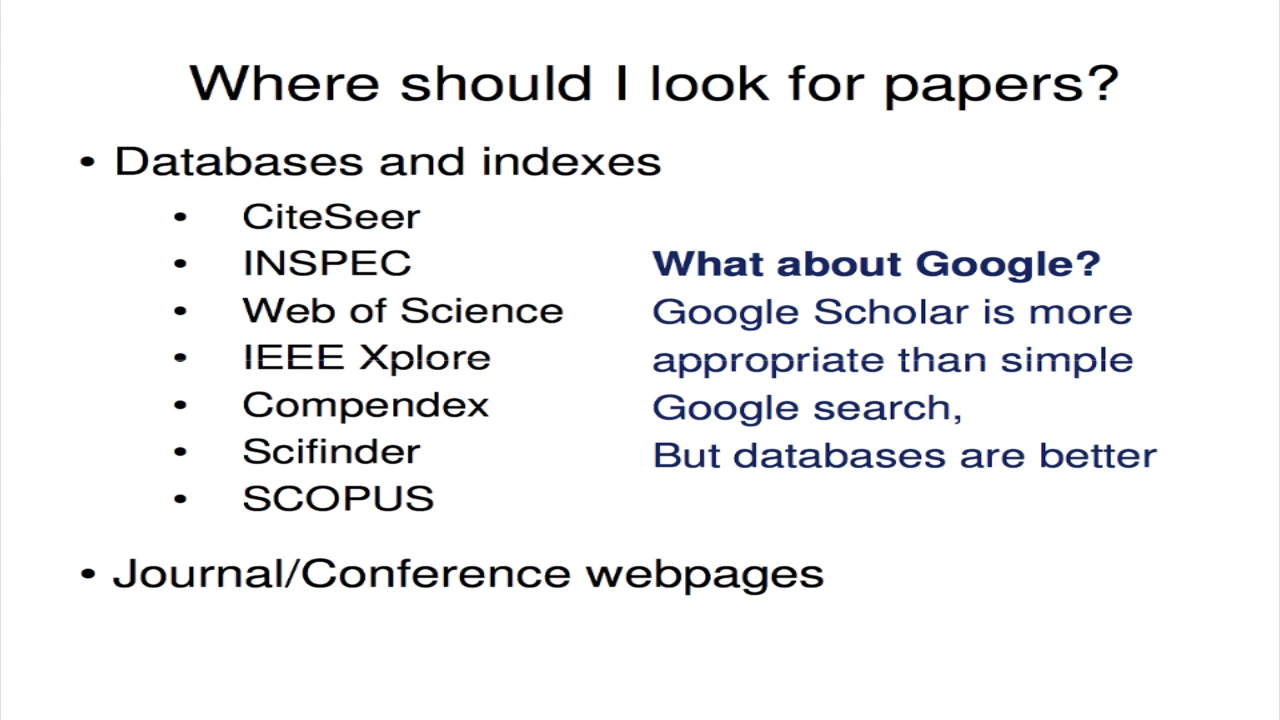 Where should I look for papers?
• Databases and indexes
• CiteSeer
• INSPEC
• Web of Science
• IEEE Xplore
• Compendex
• Scifinder
• SCOPUS
What about Google?
Google Scholar is more
appropriate than simple
Google search,
But databases are better
• Journal/Conference webpages